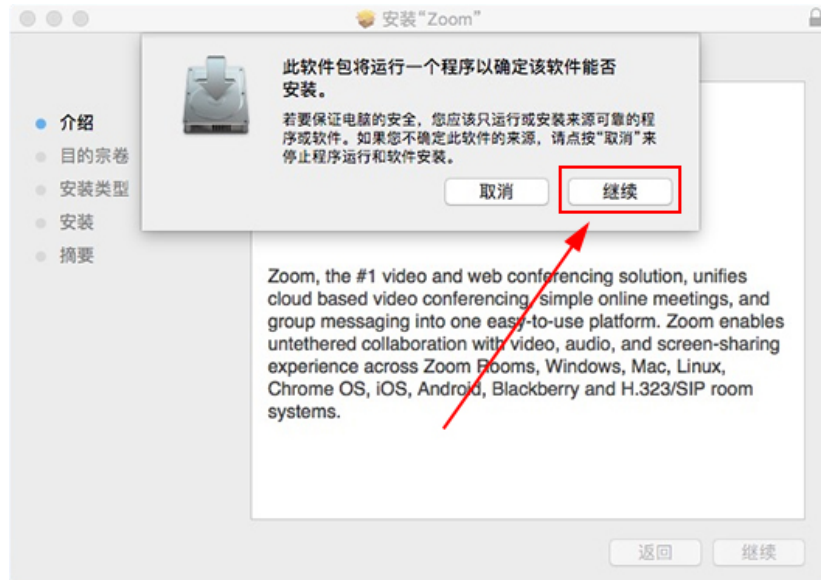 安装“Zoom”
此软件包将运行一个程序以确定该软件能否
安装。
若要保证电脑的安全，您应该只运行或安装来源可靠的程
序或软件。如果您不确定此软件的来源，请点按“取消”来
停止程序运行和软件安装。
取消
继续
介绍
目的宗卷
安装类型
安装
摘要
Zoom, the #1 video and web conferencing solution, unifies
cloud based video conferencing, simple online meetings, and
group messaging into one easy-to-use platform. Zoom enables
untethered collaboration with video, audio, and screen-sharing
experience across Zoom Rooms, Windows, Mac, Linux,
Chrome OS, iOS, Android, Blackberry and H.323/SIP room
systems.
返回
继续